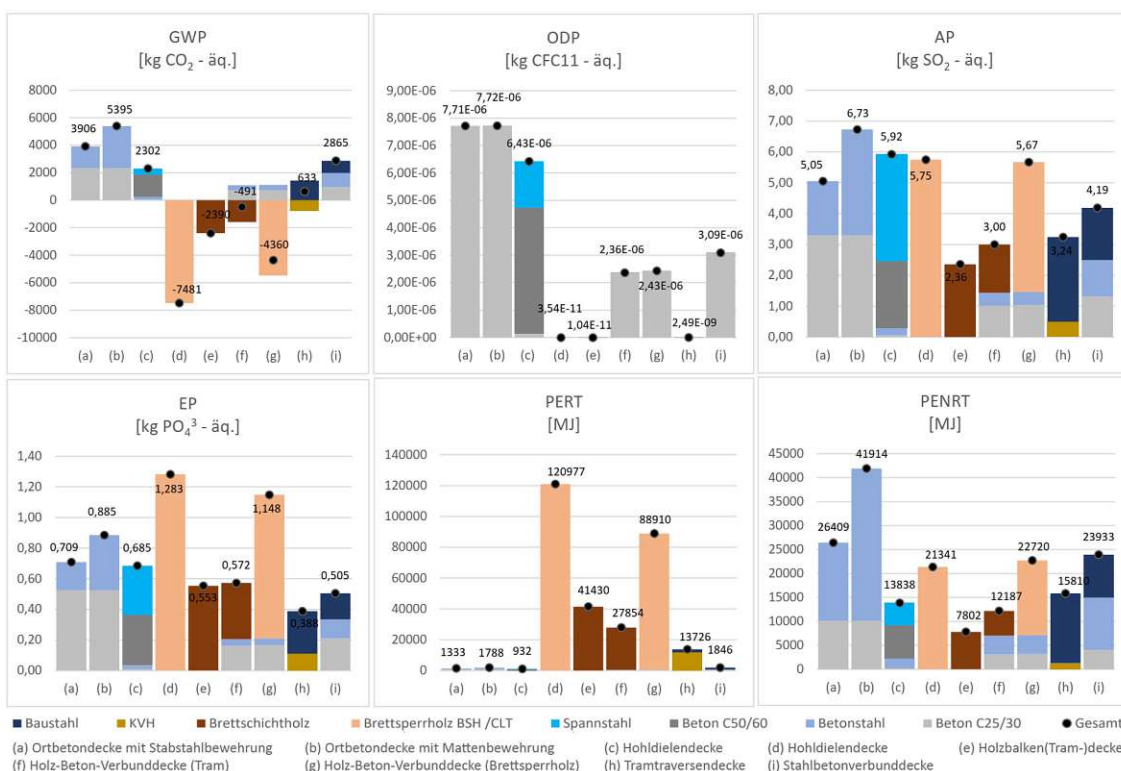 GWP
[kg CO₂ - äq.]
8000
6000
4000
2000
0
-2000
-4000
-6000
-8000
-10000
3906
5395
2302
-7481
-2390
-491
-4360
633
2865
(a) (b) (c) (d) (e) (f) (g) (h) (i)
ODP
[kg CFC11 - äq.]
9,00E-06
8,00E-06
7,00E-06
6,00E-06
5,00E-06
4,00E-06
3,00E-06
2,00E-06
1,00E-06
0,00E+00
7,71E-06
7,72E-06
6,43E-06
3,54E-11
1,04E-11
2,36E-06
2,43E-06
2,49E-09
3,09E-06
(a) (b) (c) (d) (e) (f) (g) (h) (i)
AP
[kg SO₂ - äq.]
8,00
7,00
6,00
5,00
4,00
3,00
2,00
1,00
0,00
5,05
6,73
5,92
5,75
2,36
3,00
5,67
3,24
4,19
(a) (b) (c) (d) (e) (f) (g) (h) (i)
EP
[kg PO₄³ - äq.]
1,40
1,20
1,00
0,80
0,60
0,40
0,20
0,00
0,709
0,885
0,685
1,283
0,553
0,572
1,148
0,388
0,505
(a) (b) (c) (d) (e) (f) (g) (h) (i)
PERT
[MJ]
140000
120000
100000
80000
60000
40000
20000
0
1333
1788
932
120977
41430
27854
88910
13726
1846
(a) (b) (c) (d) (e) (f) (g) (h) (i)
PENRT
[MJ]
45000
40000
35000
30000
25000
20000
15000
10000
5000
0
26409
41914
13838
21341
7802
12187
22720
15810
23933
(a) (b) (c) (d) (e) (f) (g) (h) (i)
Baustahl KVH Brettschichtholz Brettsperrholz BSH /CLT Spannstahl Beton C50/60 Betonstahl Beton C25/30 Gesamt
(a) Ortbetondecke mit Stabstahlbewehrung (b) Ortbetondecke mit Mattenbewehrung (c) Hohldielendecke (d) Hohldielendecke (e) Holzbalken(Tram-)decke
(f) Holz-Beton-Verbunddecke (Tram) (g) Holz-Beton-Verbunddecke (Brettsperrholz) (h) Tramtraversendecke (i) Stahlbetonverbunddecke